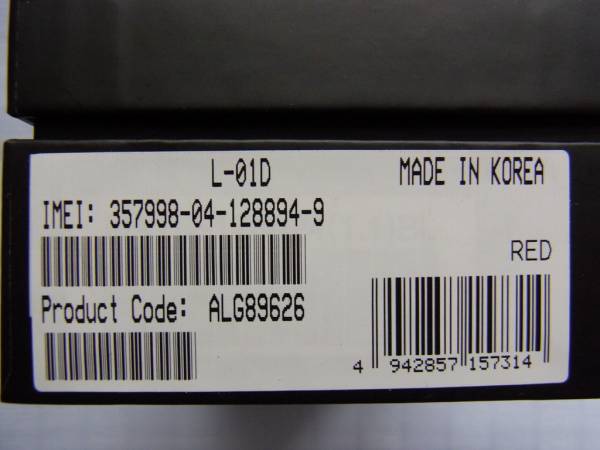 L-01D MADE IN KOREA
IMEI: 357998-04-128894-9
RED
Product Code: ALG89626
4 942857 157314